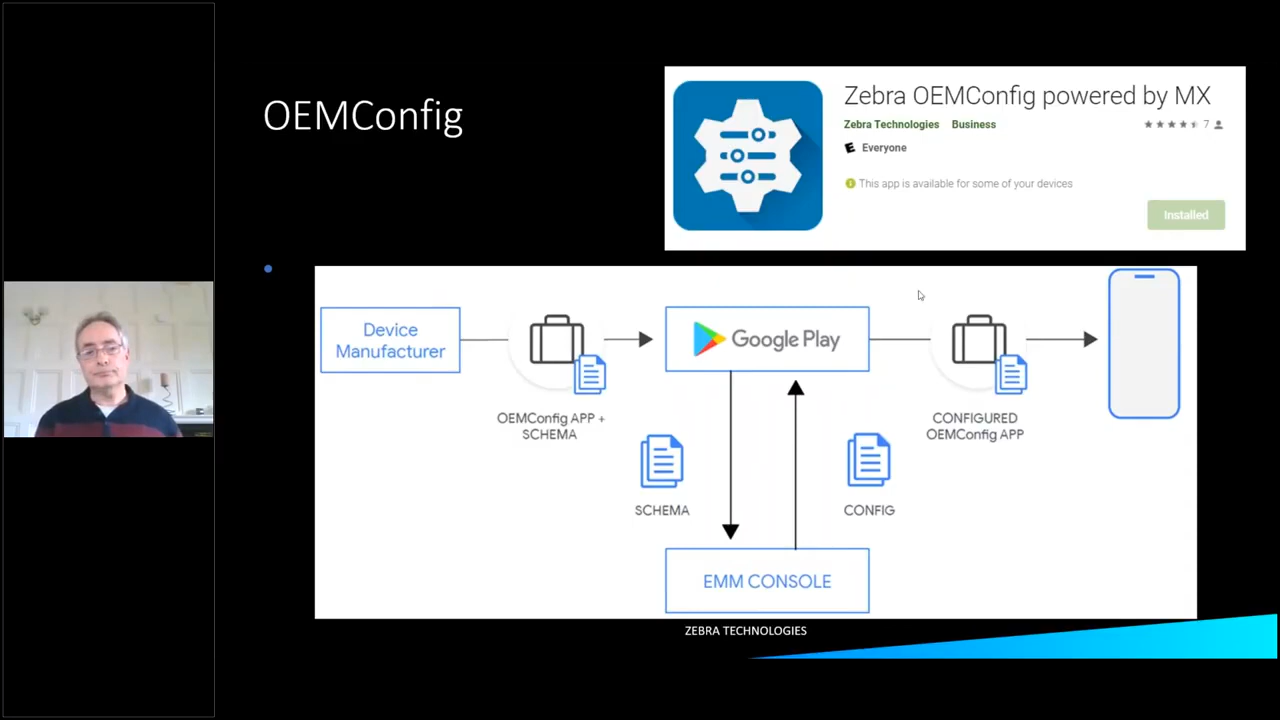 OEMConfig
Zebra OEMConfig powered by MX
Zebra Technologies Business
7
Everyone
This app is available for some of your devices
Installed
Device
Manufacturer
OEMConfig APP +
SCHEMA
Google Play
CONFIGURED
OEMConfig APP
SCHEMA
CONFIG
EMM CONSOLE
ZEBRA TECHNOLOGIES